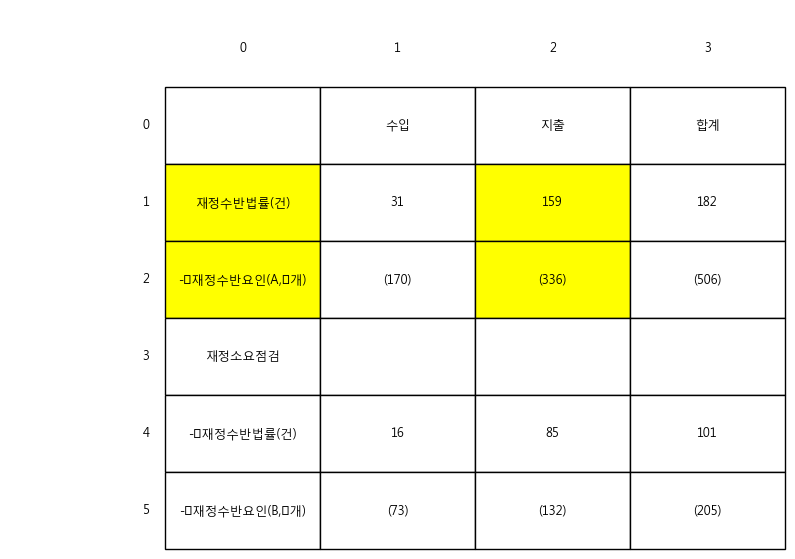 0 1 2 3
0 수입 지출 합계
1 재정수반법률(건) 31 159 182
2 -□재정수반요인(A,□개) (170) (336) (506)
3 재정소요점검
4 -□재정수반법률(건) 16 85 101
5 -□재정수반요인(B,□개) (73) (132) (205)